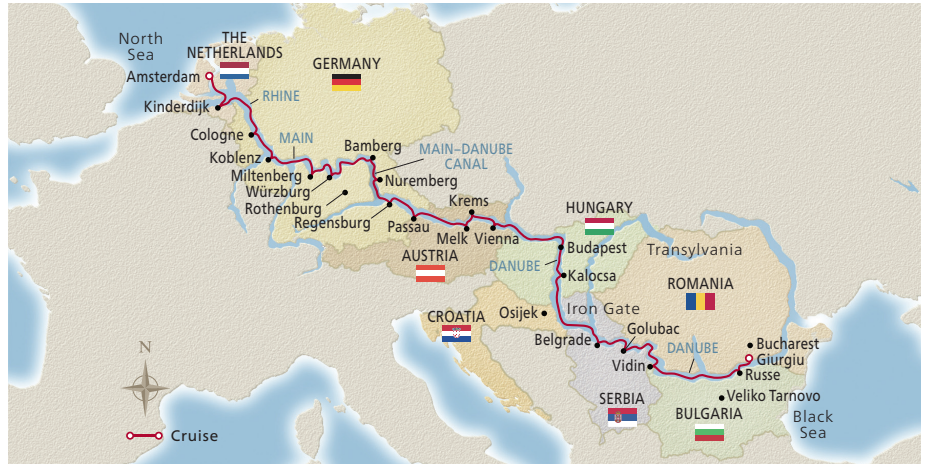 North
Sea
THE
NETHERLANDS
GERMANY
Amsterdam
RHINE
Kinderdijk
Cologne
MAIN
Koblenz
Bamberg
MAIN–DANUBE
CANAL
Miltenberg
Würzburg
Nuremberg
Rothenburg
Regensburg
Krems
HUNGARY
Passau
Melk
Vienna
Budapest
Transylvania
AUSTRIA
DANUBE
Kalocsa
ROMANIA
CROATIA
Osijek
Iron Gate
Golubac
Belgrade
DANUBE
Bucharest
N
Vidin
Giurgiu
Russe
SERBIA
Veliko Tarnovo
BULGARIA
Black
Sea
Cruise